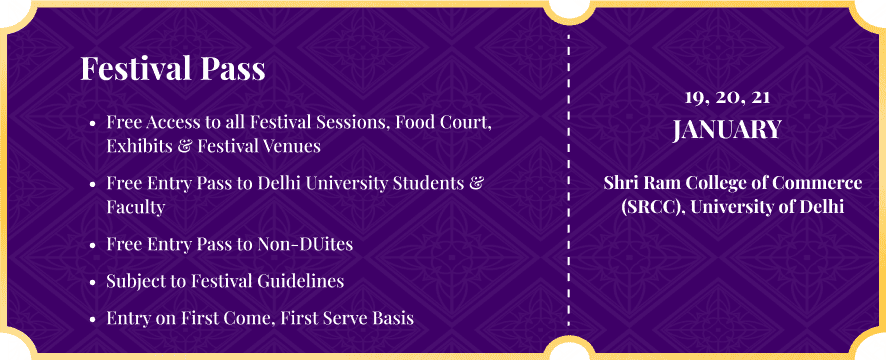 Festival Pass
• Free Access to all Festival Sessions, Food Court,
Exhibits & Festival Venues
• Free Entry Pass to Delhi University Students &
Faculty
• Free Entry Pass to Non-DUites
• Subject to Festival Guidelines
• Entry on First Come, First Serve Basis
19, 20, 21
JANUARY
Shri Ram College of Commerce
(SRCC), University of Delhi